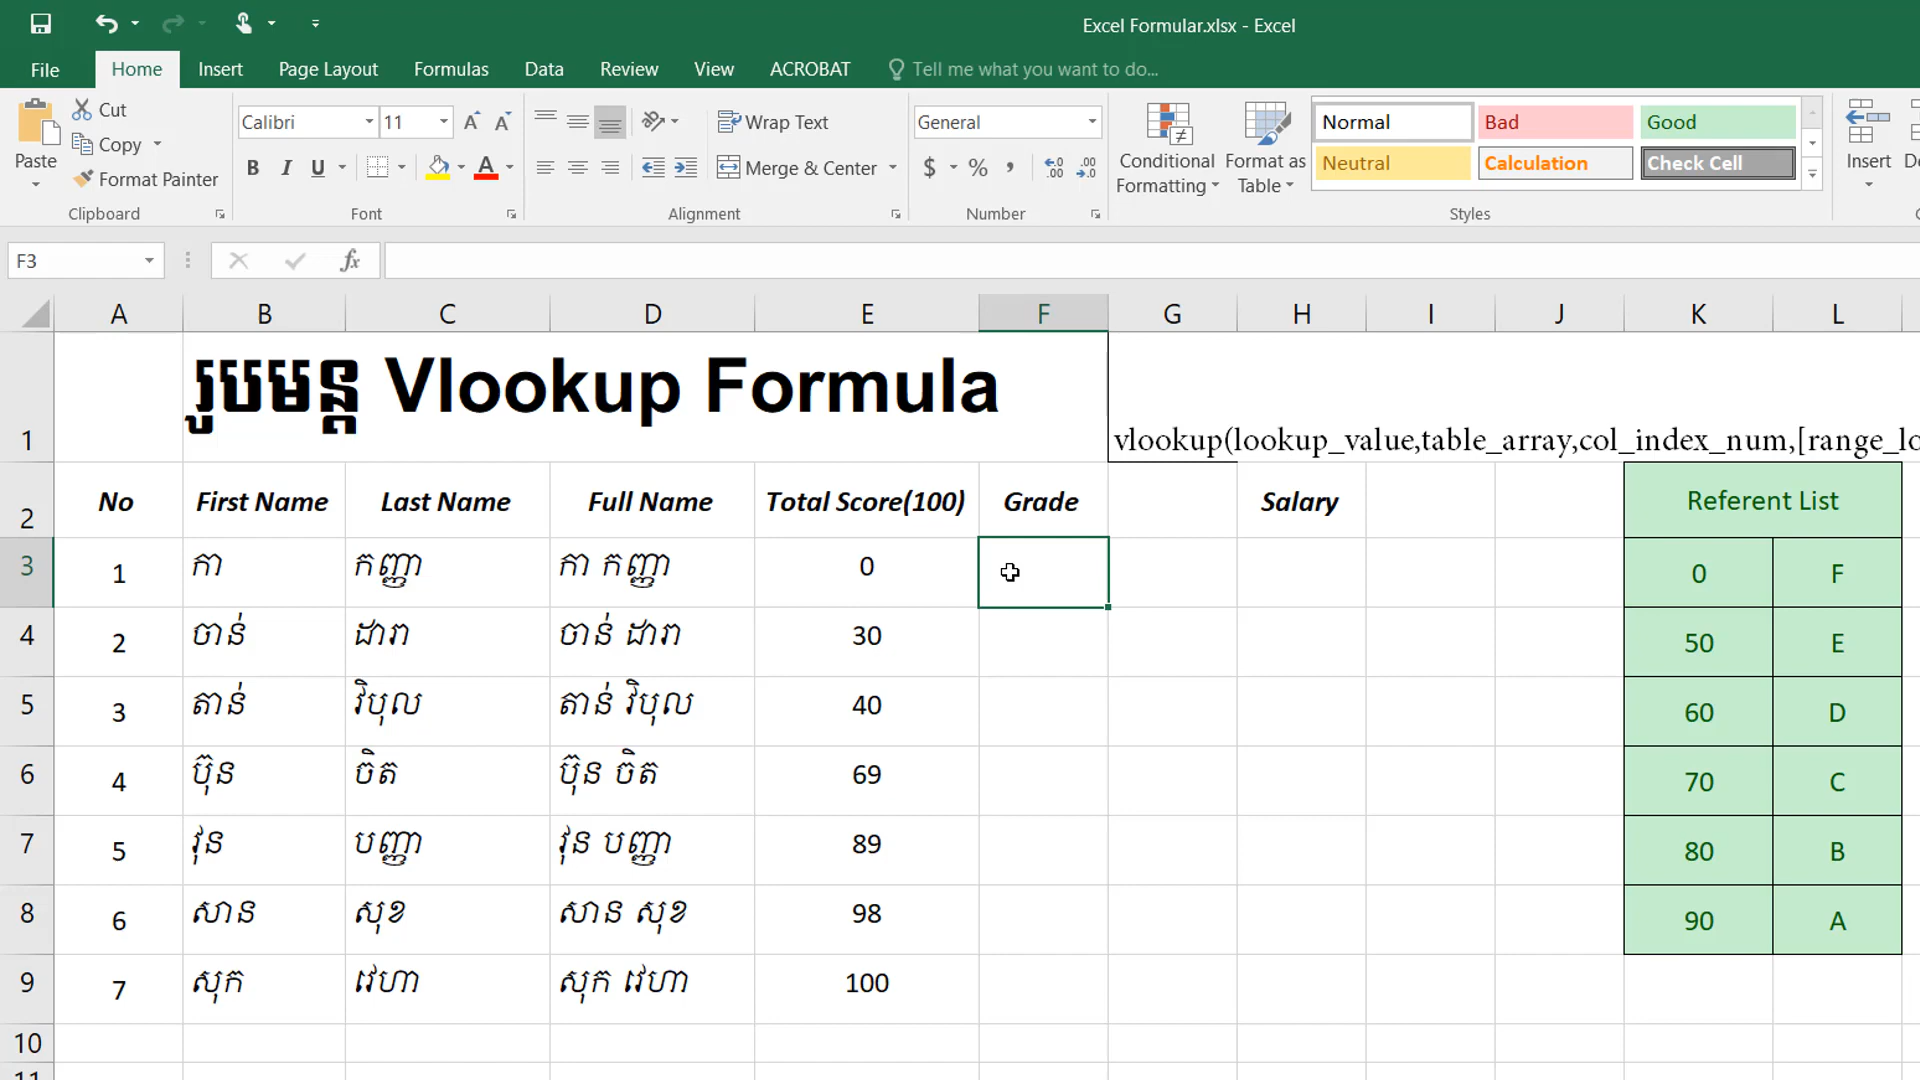 Excel Formular.xlsx - Excel
File Home Insert Page Layout Formulas Data Review View ACROBAT Tell me what you want to do...
Paste Cut Copy Format Painter Clipboard
Calibri 11 Font
Wrap Text Merge & Center Alignment
General $ % , Number
Conditional Formatting Format as Table
Normal Bad Good
Neutral Calculation Check Cell
Styles
Insert
F3 fx
A B C D E F G H I J K L
1 រូបមន្ត Vlookup Formula vlookup(lookup_value,table_array,col_index_num,[range_lo
2 No First Name Last Name Full Name Total Score(100) Grade Salary Referent List
3 1 កា កញ្ញា កា កញ្ញា 0 0 F
4 2 ចាន់ ដារា ចាន់ ដារា 30 50 E
5 3 តាន់ វិបុល តាន់ វិបុល 40 60 D
6 4 ប៊ុន ចិត ប៊ុន ចិត 69 70 C
7 5 វុន បញ្ញា វុន បញ្ញា 89 80 B
8 6 សាន សុខ សាន សុខ 98 90 A
9 7 សុក វេហា សុក វេហា 100
10
11